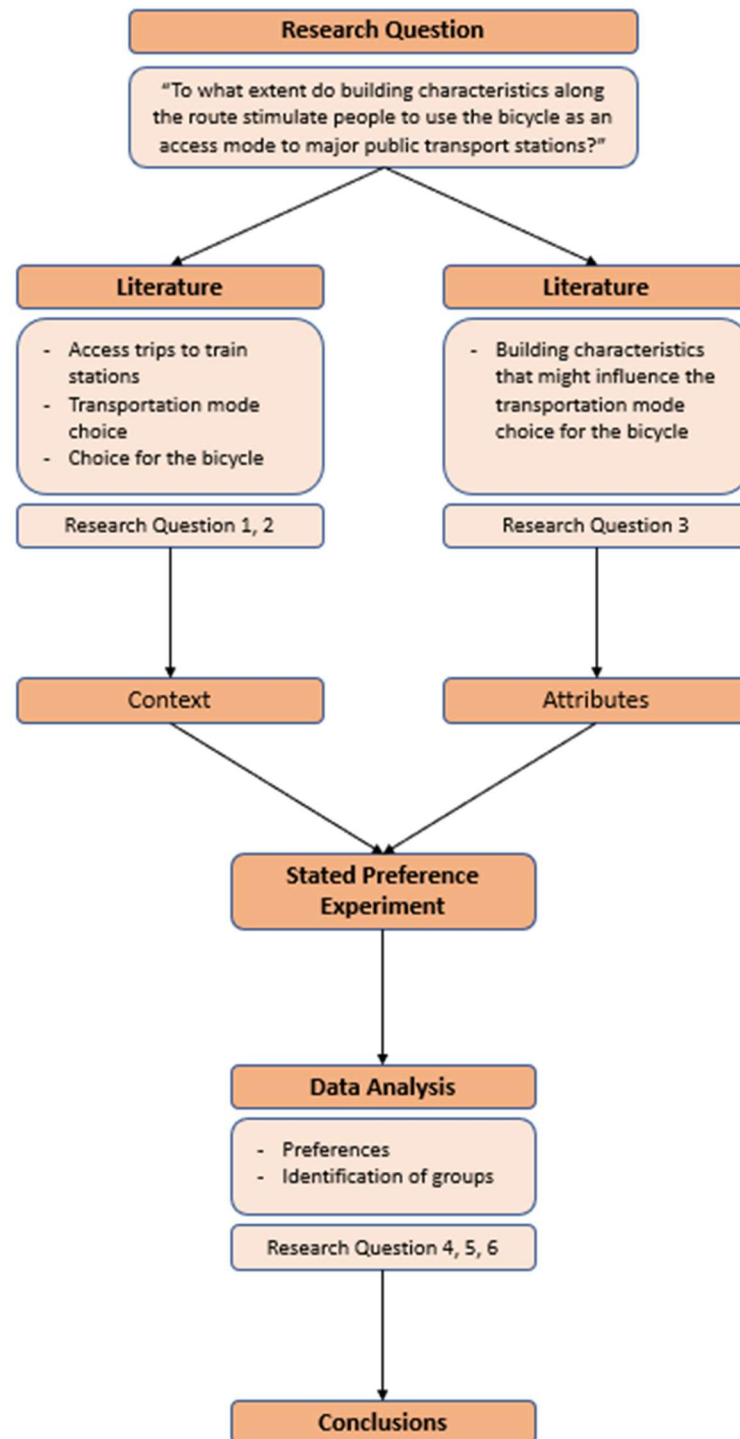 Research Question
“To what extent do building characteristics along
the route stimulate people to use the bicycle as an
access mode to major public transport stations?”
Literature
- Access trips to train
stations
- Transportation mode
choice
- Choice for the bicycle
Research Question 1, 2
Literature
- Building characteristics
that might influence the
transportation mode
choice for the bicycle
Research Question 3
Context
Attributes
Stated Preference
Experiment
Data Analysis
- Preferences
- Identification of groups
Research Question 4, 5, 6
Conclusions